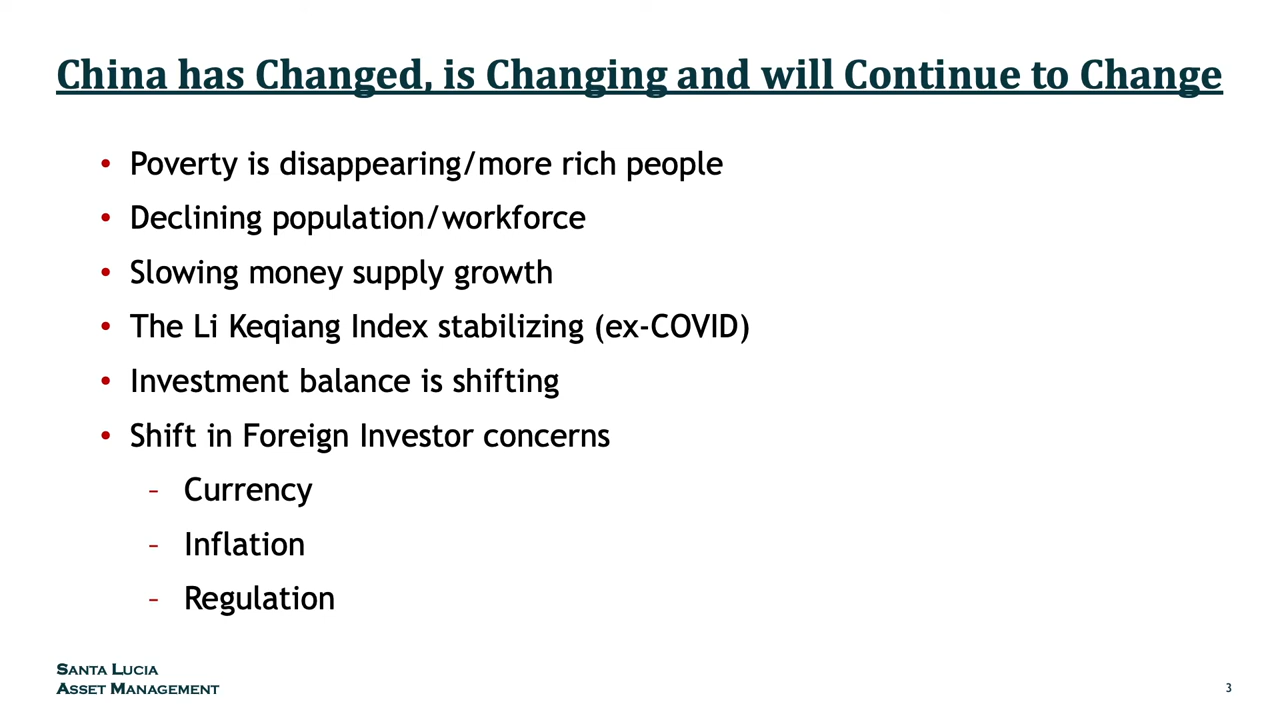 China has Changed, is Changing and will Continue to Change
• Poverty is disappearing/more rich people
• Declining population/workforce
• Slowing money supply growth
• The Li Keqiang Index stabilizing (ex-COVID)
• Investment balance is shifting
• Shift in Foreign Investor concerns
– Currency
– Inflation
– Regulation
SANTA LUCIA
ASSET MANAGEMENT
3